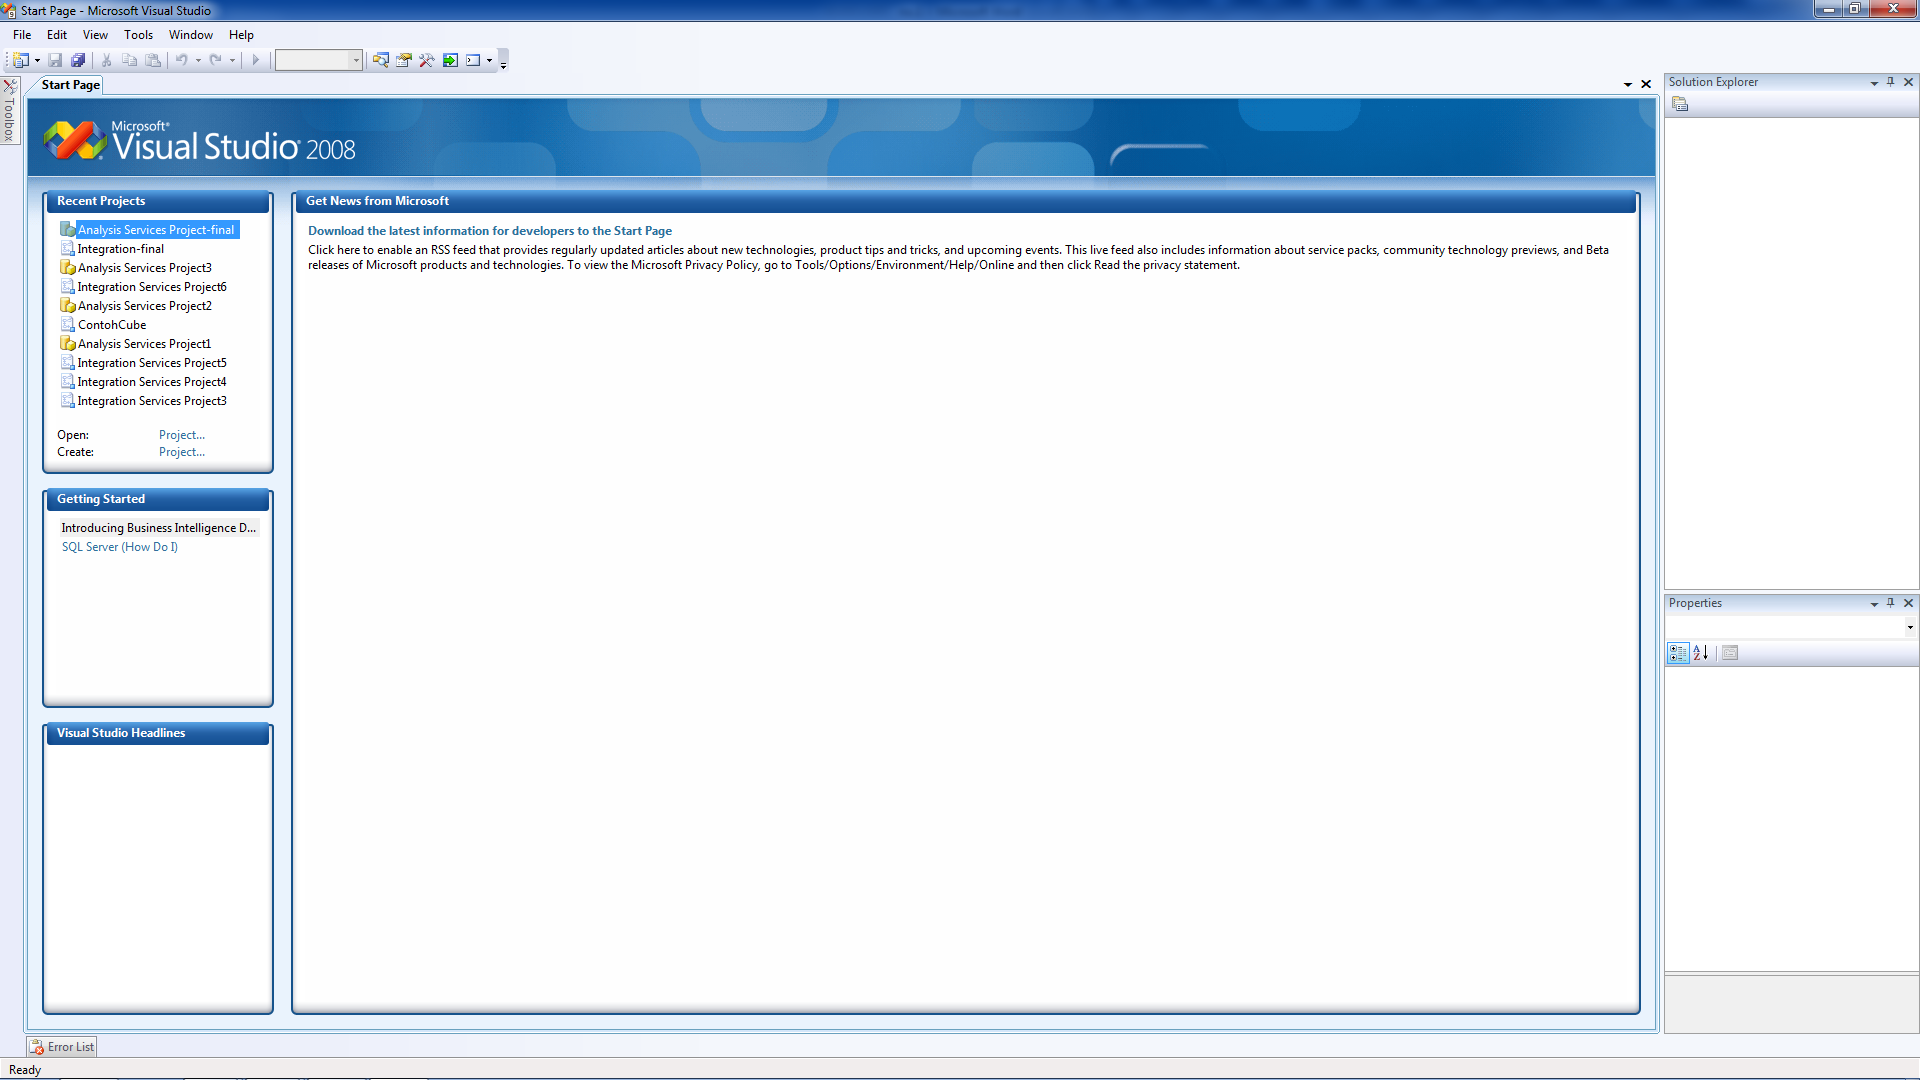 Start Page - Microsoft Visual Studio
File Edit View Tools Window Help
Toolbox
Start Page
Microsoft®
Visual Studio® 2008
Recent Projects
Analysis Services Project-final
Integration-final
Analysis Services Project3
Integration Services Project6
Analysis Services Project2
ContohCube
Analysis Services Project1
Integration Services Project5
Integration Services Project4
Integration Services Project3
Open: Project...
Create: Project...
Getting Started
Introducing Business Intelligence D...
SQL Server (How Do I)
Visual Studio Headlines
Get News from Microsoft
Download the latest information for developers to the Start Page
Click here to enable an RSS feed that provides regularly updated articles about new technologies, product tips and tricks, and upcoming events. This live feed also includes information about service packs, community technology previews, and Beta
releases of Microsoft products and technologies. To view the Microsoft Privacy Policy, go to Tools/Options/Environment/Help/Online and then click Read the privacy statement.
Solution Explorer
Properties
Error List
Ready